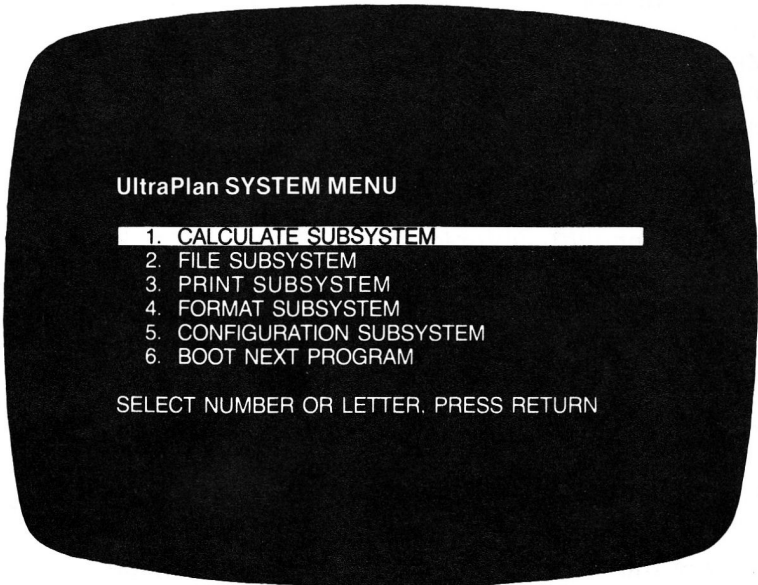 UltraPlan SYSTEM MENU
1. CALCULATE SUBSYSTEM
2. FILE SUBSYSTEM
3. PRINT SUBSYSTEM
4. FORMAT SUBSYSTEM
5. CONFIGURATION SUBSYSTEM
6. BOOT NEXT PROGRAM
SELECT NUMBER OR LETTER, PRESS RETURN